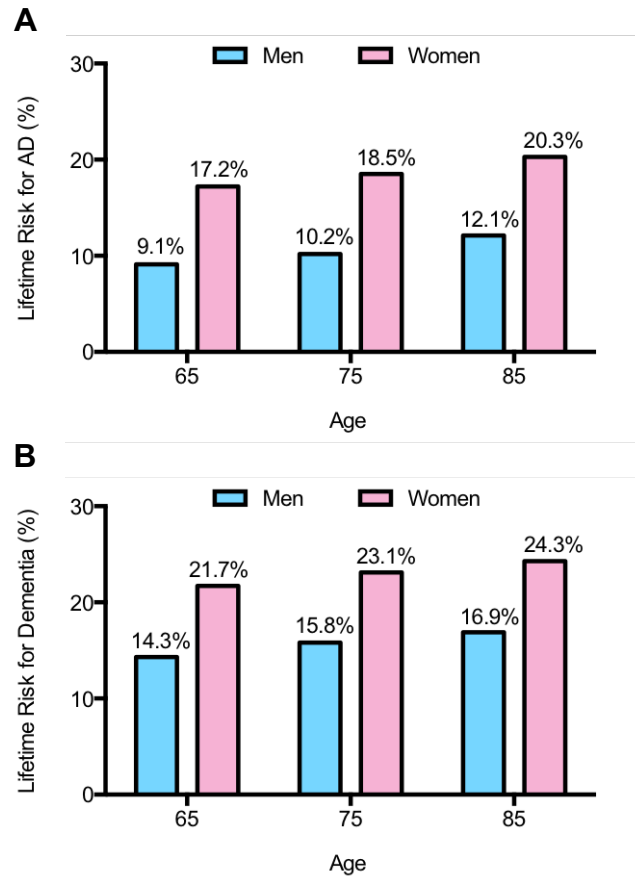 A
Men Women
Lifetime Risk for AD (%)
30
20
10
0
9.1% 17.2% 10.2% 18.5% 12.1% 20.3%
65 75 85
Age
B
Men Women
Lifetime Risk for Dementia (%)
30
20
10
0
14.3% 21.7% 15.8% 23.1% 16.9% 24.3%
65 75 85
Age